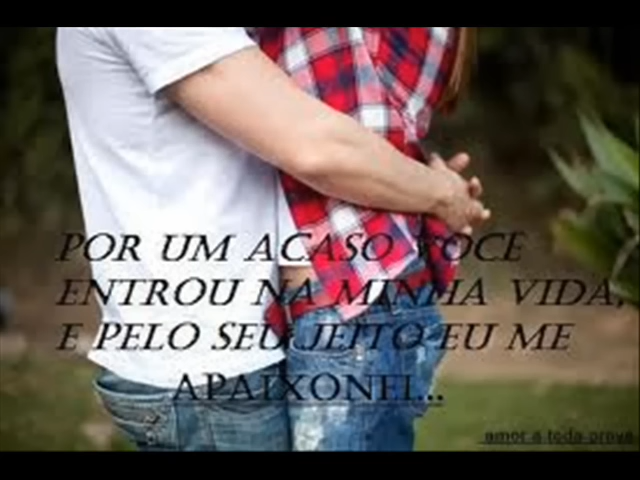 POR UM ACASO VOCE
ENTROU NA MINHA VIDA,
E PELO SEU JEITO EU ME
APAIXONEI...
amor a toda prova